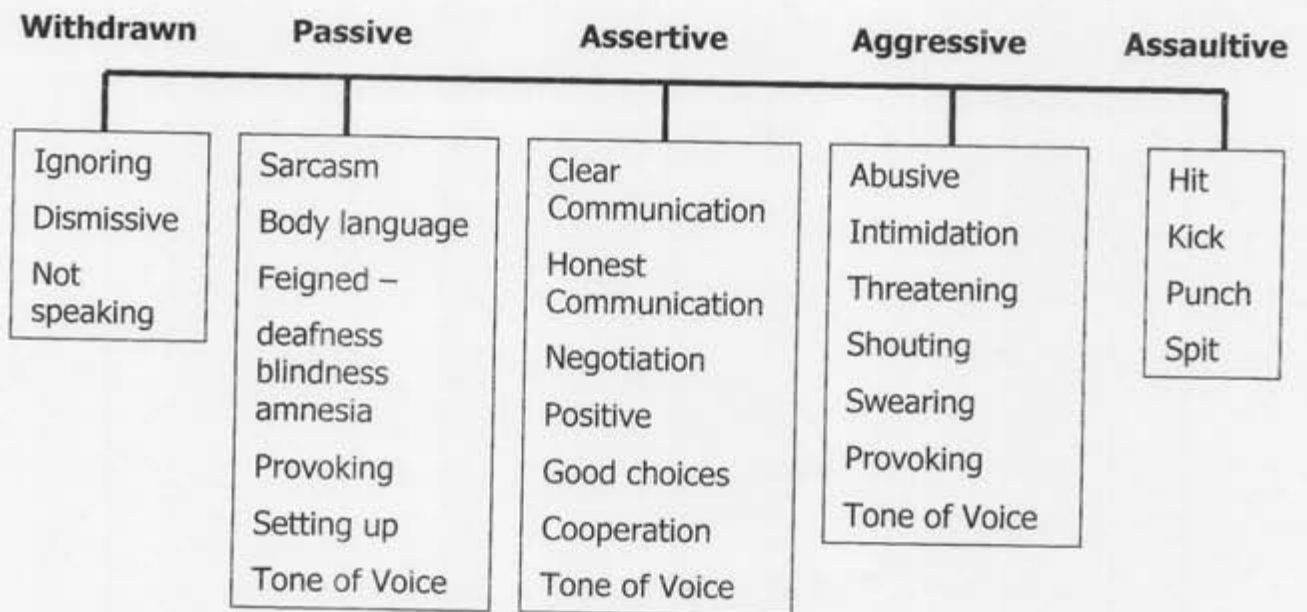 Withdrawn
Passive
Assertive
Aggressive
Assaultive
Ignoring
Dismissive
Not
speaking
Sarcasm
Body language
Feigned –
deafness
blindness
amnesia
Provoking
Setting up
Tone of Voice
Clear
Communication
Honest
Communication
Negotiation
Positive
Good choices
Cooperation
Tone of Voice
Abusive
Intimidation
Threatening
Shouting
Swearing
Provoking
Tone of Voice
Hit
Kick
Punch
Spit